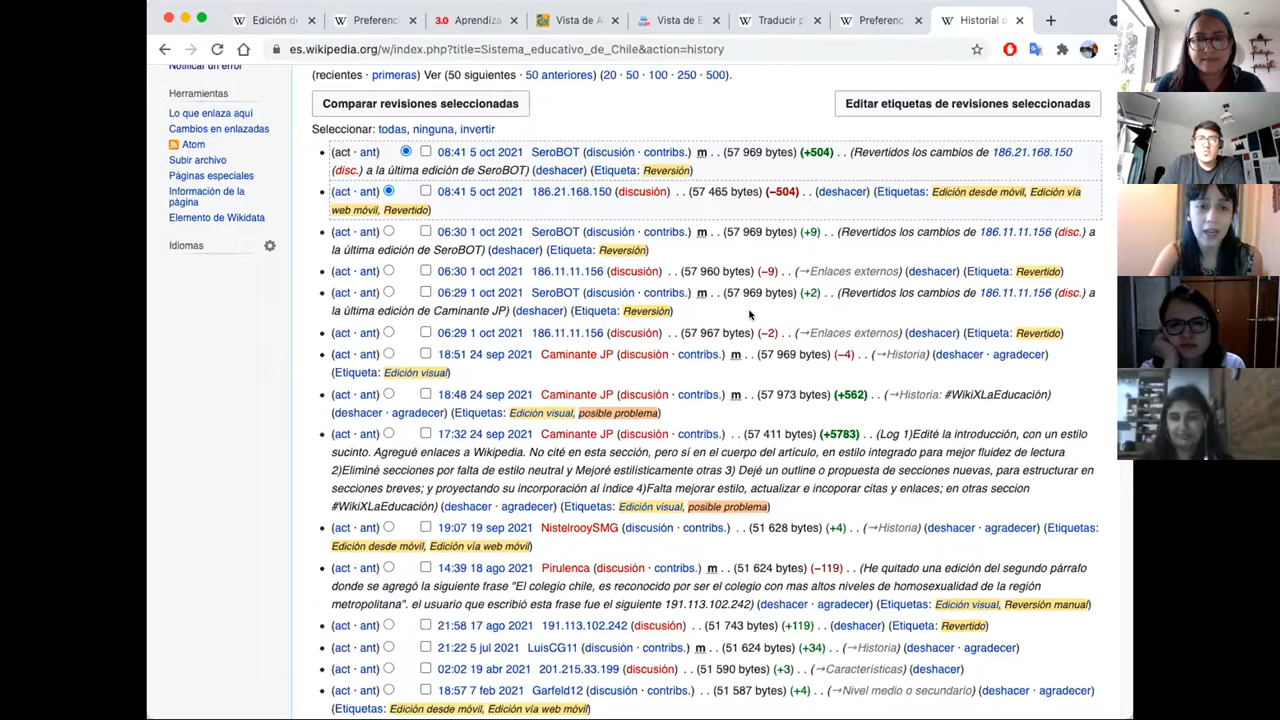 Edición de
Preferenc
3.0 Aprendiza
Vista de A
Vista de E
Traducir p
Preferenc
Historial d
es.wikipedia.org/w/index.php?title=Sistema_educativo_de_Chile&action=history
Notificar un error
Herramientas
Lo que enlaza aquí
Cambios en enlazadas
Atom
Subir archivo
Páginas especiales
Información de la
página
Elemento de Wikidata
Idiomas
(recientes · primeras) Ver (50 siguientes · 50 anteriores) (20 · 50 · 100 · 250 · 500).
Comparar revisiones seleccionadas
Editar etiquetas de revisiones seleccionadas
Seleccionar: todas, ninguna, invertir
(act · ant) 08:41 5 oct 2021 SeroBOT (discusión · contribs.) m . . (57 969 bytes) (+504) . . (Revertidos los cambios de 186.21.168.150
(disc.) a la última edición de SeroBOT) (deshacer) (Etiqueta: Reversión)
(act · ant) 08:41 5 oct 2021 186.21.168.150 (discusión) . . (57 465 bytes) (−504) . . (deshacer) (Etiquetas: Edición desde móvil, Edición vía
web móvil, Revertido)
(act · ant) 06:30 1 oct 2021 SeroBOT (discusión · contribs.) m . . (57 969 bytes) (+9) . . (Revertidos los cambios de 186.11.11.156 (disc.) a
la última edición de SeroBOT) (deshacer) (Etiqueta: Reversión)
(act · ant) 06:30 1 oct 2021 186.11.11.156 (discusión) . . (57 960 bytes) (−9) . . (→Enlaces externos) (deshacer) (Etiqueta: Revertido)
(act · ant) 06:29 1 oct 2021 SeroBOT (discusión · contribs.) m . . (57 969 bytes) (+2) . . (Revertidos los cambios de 186.11.11.156 (disc.) a
la última edición de Caminante JP) (deshacer) (Etiqueta: Reversión)
(act · ant) 06:29 1 oct 2021 186.11.11.156 (discusión) . . (57 967 bytes) (−2) . . (→Enlaces externos) (deshacer) (Etiqueta: Revertido)
(act · ant) 18:51 24 sep 2021 Caminante JP (discusión · contribs.) m . . (57 969 bytes) (−4) . . (→Historia) (deshacer · agradecer)
(Etiqueta: Edición visual)
(act · ant) 18:48 24 sep 2021 Caminante JP (discusión · contribs.) m . . (57 973 bytes) (+562) . . (→Historia: #WikiXLaEducación)
(deshacer · agradecer) (Etiquetas: Edición visual, posible problema)
(act · ant) 17:32 24 sep 2021 Caminante JP (discusión · contribs.) . . (57 411 bytes) (+5783) . . (Log 1)Edité la introducción, con un estilo
sucinto. Agregué enlaces a Wikipedia. No cité en esta sección, pero sí en el cuerpo del artículo, en estilo integrado para mejor fluidez de lectura
2)Eliminé secciones por falta de estilo neutral y Mejoré estilísticamente otras 3) Dejé un outline o propuesta de secciones nuevas, para estructurar en
secciones breves; y proyectando su incorporación al índice 4)Falta mejorar estilo, actualizar e incoporar citas y enlaces; en otras seccion
#WikiXLaEducación) (deshacer · agradecer) (Etiquetas: Edición visual, posible problema)
(act · ant) 19:07 19 sep 2021 NistelrooySMG (discusión · contribs.) . . (51 628 bytes) (+4) . . (→Historia) (deshacer · agradecer) (Etiquetas:
Edición desde móvil, Edición vía web móvil)
(act · ant) 14:39 18 ago 2021 Pirulenca (discusión · contribs.) m . . (51 624 bytes) (−119) . . (He quitado una edición del segundo párrafo
donde se agregó la siguiente frase "El colegio chile, es reconocido por ser el colegio con mas altos niveles de homosexualidad de la región
metropolitana". el usuario que escribió esta frase fue el siguiente 191.113.102.242) (deshacer · agradecer) (Etiquetas: Edición visual, Reversión manual)
(act · ant) 21:58 17 ago 2021 191.113.102.242 (discusión) . . (51 743 bytes) (+119) . . (deshacer) (Etiqueta: Revertido)
(act · ant) 21:22 5 jul 2021 LuisCG11 (discusión · contribs.) m . . (51 624 bytes) (+34) . . (→Historia) (deshacer · agradecer)
(act · ant) 02:02 19 abr 2021 201.215.33.199 (discusión) . . (51 590 bytes) (+3) . . (→Características) (deshacer)
(act · ant) 18:57 7 feb 2021 Garfeld12 (discusión · contribs.) . . (51 587 bytes) (+4) . . (→Nivel medio o secundario) (deshacer · agradecer)
(Etiquetas: Edición desde móvil, Edición vía web móvil)